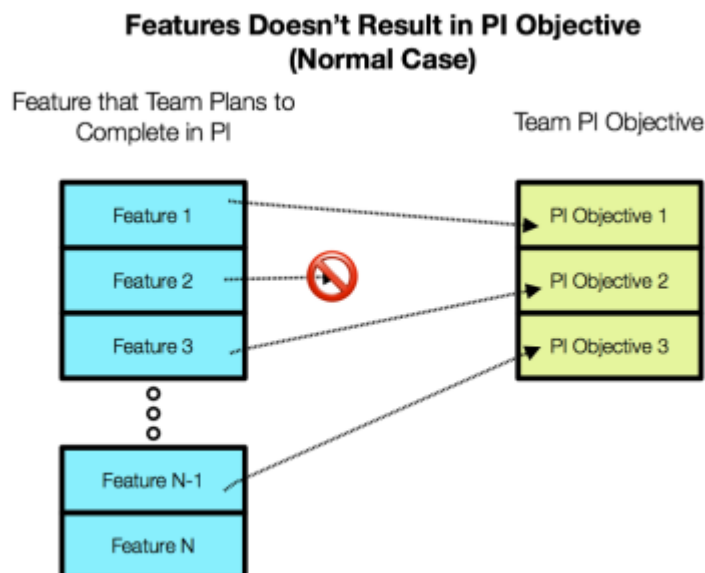 Features Doesn't Result in PI Objective
(Normal Case)
Feature that Team Plans to
Complete in PI
Team PI Objective
Feature 1
Feature 2
Feature 3
Feature N-1
Feature N
PI Objective 1
PI Objective 2
PI Objective 3